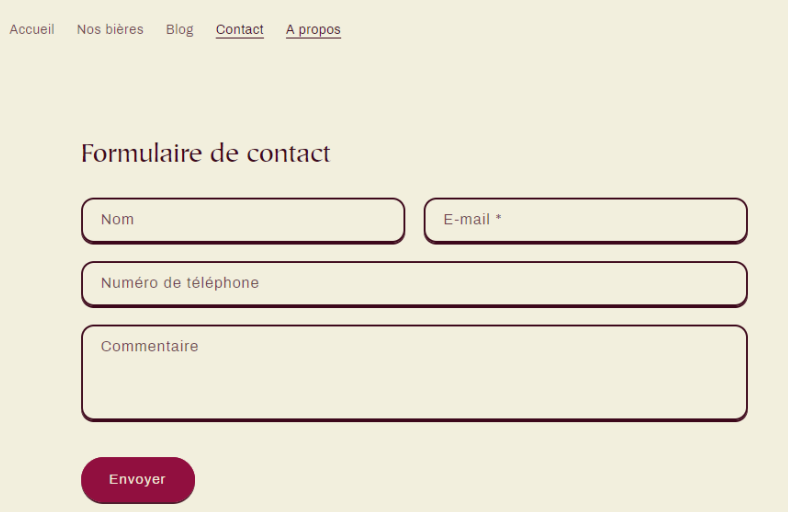 Accueil Nos bières Blog Contact A propos
Formulaire de contact
Nom E-mail *
Numéro de téléphone
Commentaire
Envoyer